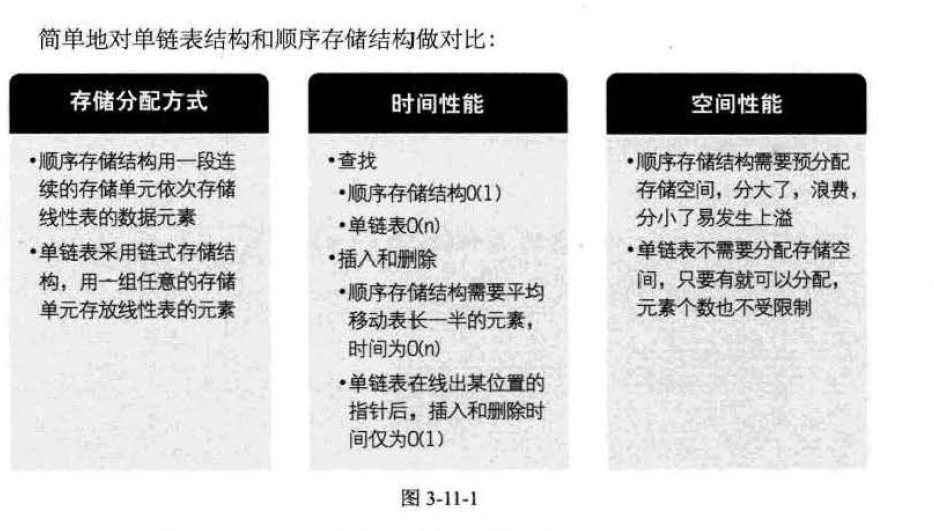 简单地对单链表结构和顺序存储结构做对比：
存储分配方式
•顺序存储结构用一段连
续的存储单元依次存储
线性表的数据元素
•单链表采用链式存储结
构，用一组任意的存储
单元存放线性表的元素
时间性能
•查找
•顺序存储结构O(1)
•单链表O(n)
•插入和删除
•顺序存储结构需要平均
移动表长一半的元素，
时间为O(n)
•单链表在线出某位置的
指针后，插入和删除时
间仅为O(1)
空间性能
•顺序存储结构需要预分配
存储空间，分大了，浪费，
分小了易发生上溢
•单链表不需要分配存储空
间，只要有就可以分配，
元素个数也不受限制
图 3-11-1